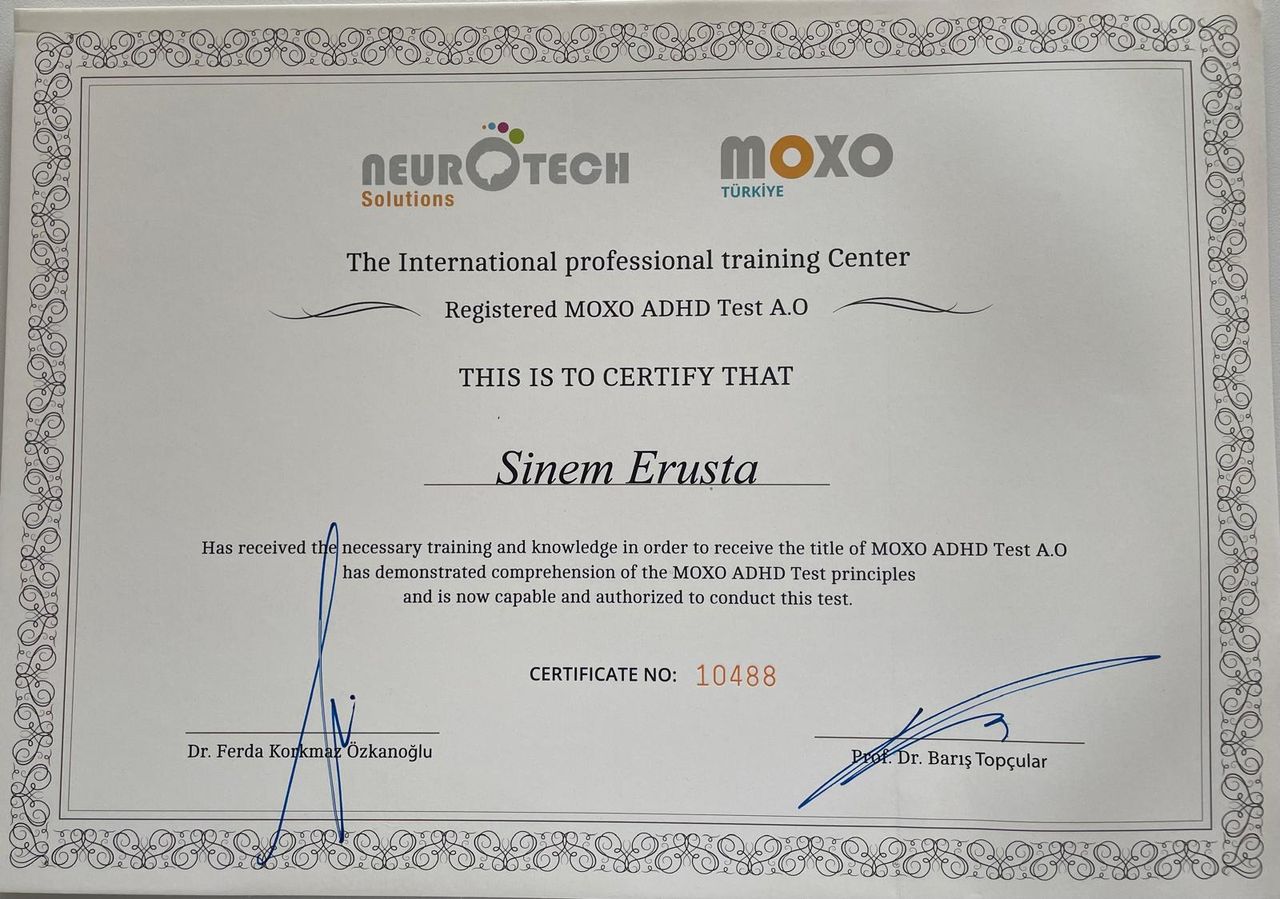 NEUROTECH
Solutions
MOXO
TÜRKİYE
The International professional training Center
Registered MOXO ADHD Test A.O
THIS IS TO CERTIFY THAT
Sinem Erusta
Has received the necessary training and knowledge in order to receive the title of MOXO ADHD Test A.O
has demonstrated comprehension of the MOXO ADHD Test principles
and is now capable and authorized to conduct this test.
CERTIFICATE NO: 10488
Dr. Ferda Korkmaz Özkanoğlu
Prof. Dr. Barış Topçular